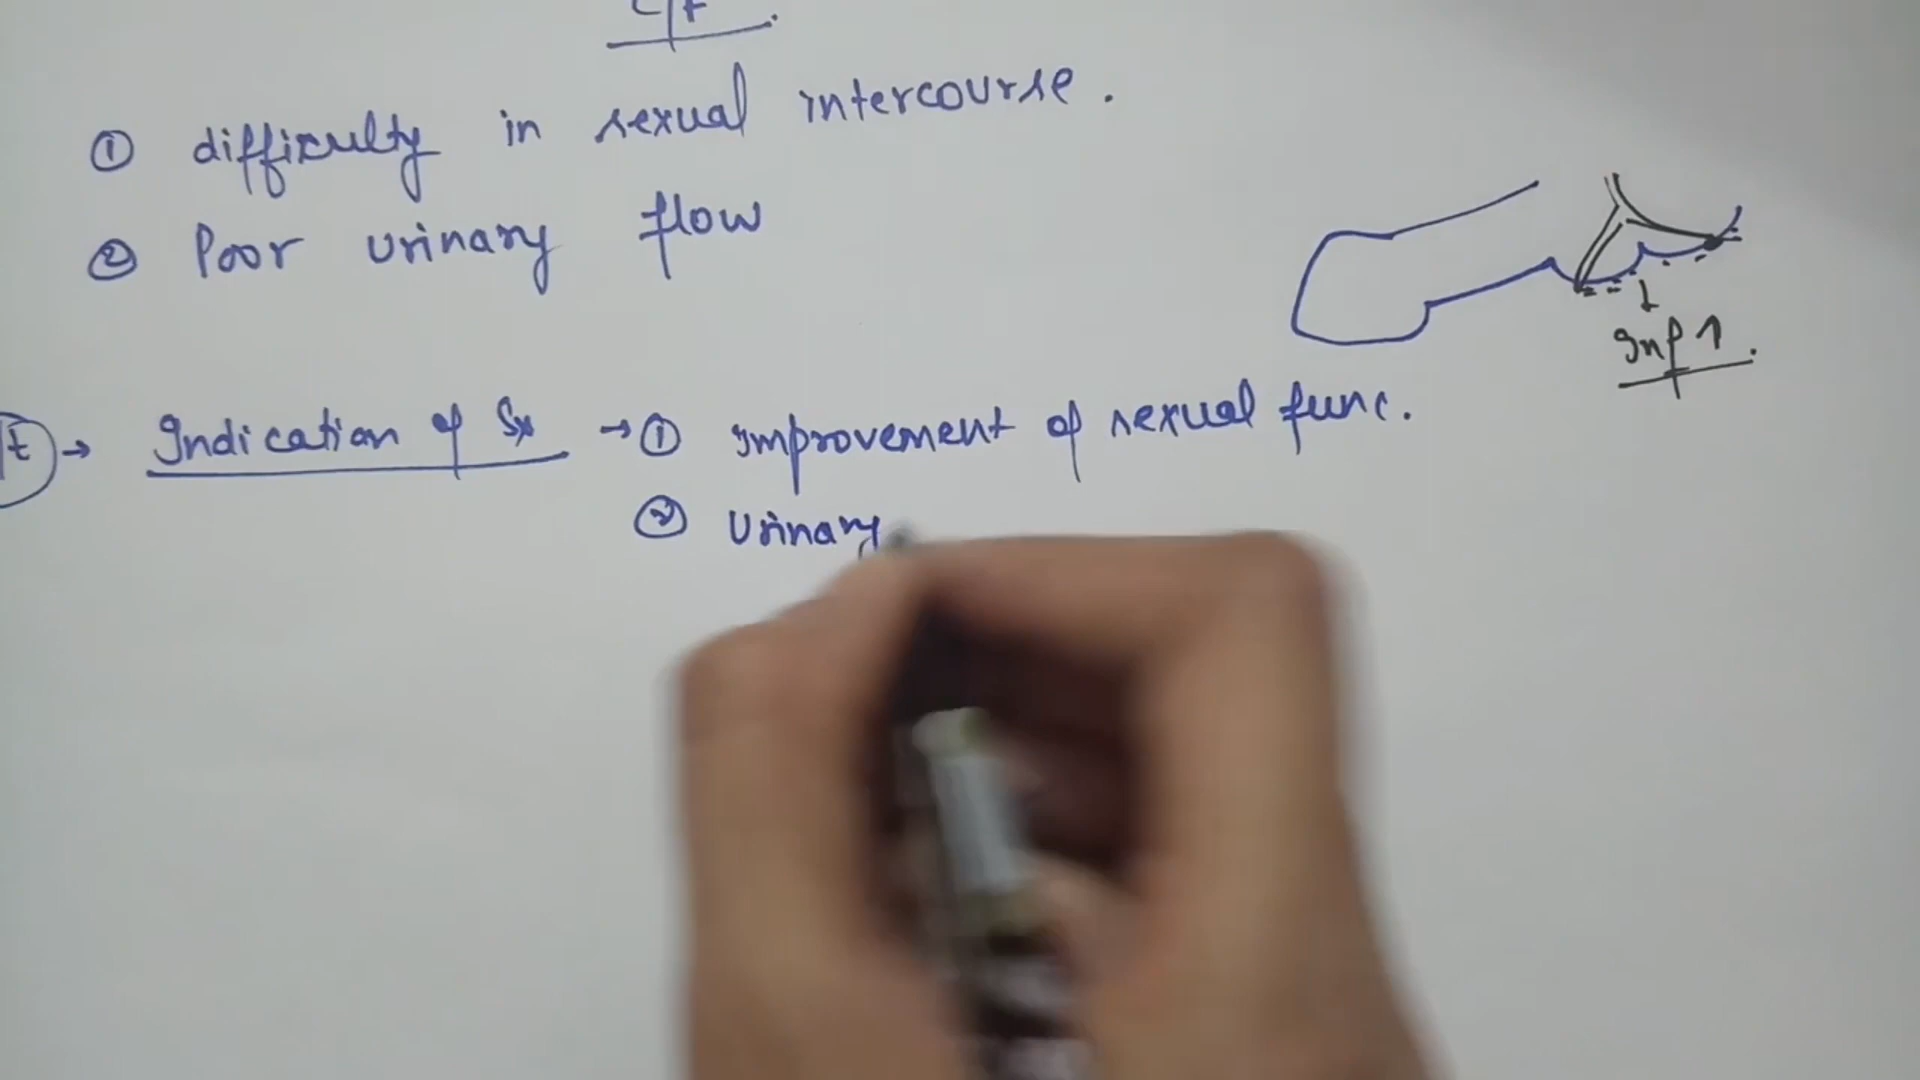 C/F
① difficulty in sexual intercourse.
② Poor urinary flow
Inf ↑.
t → Indication of Sx → ① improvement of sexual func.
② Urinary